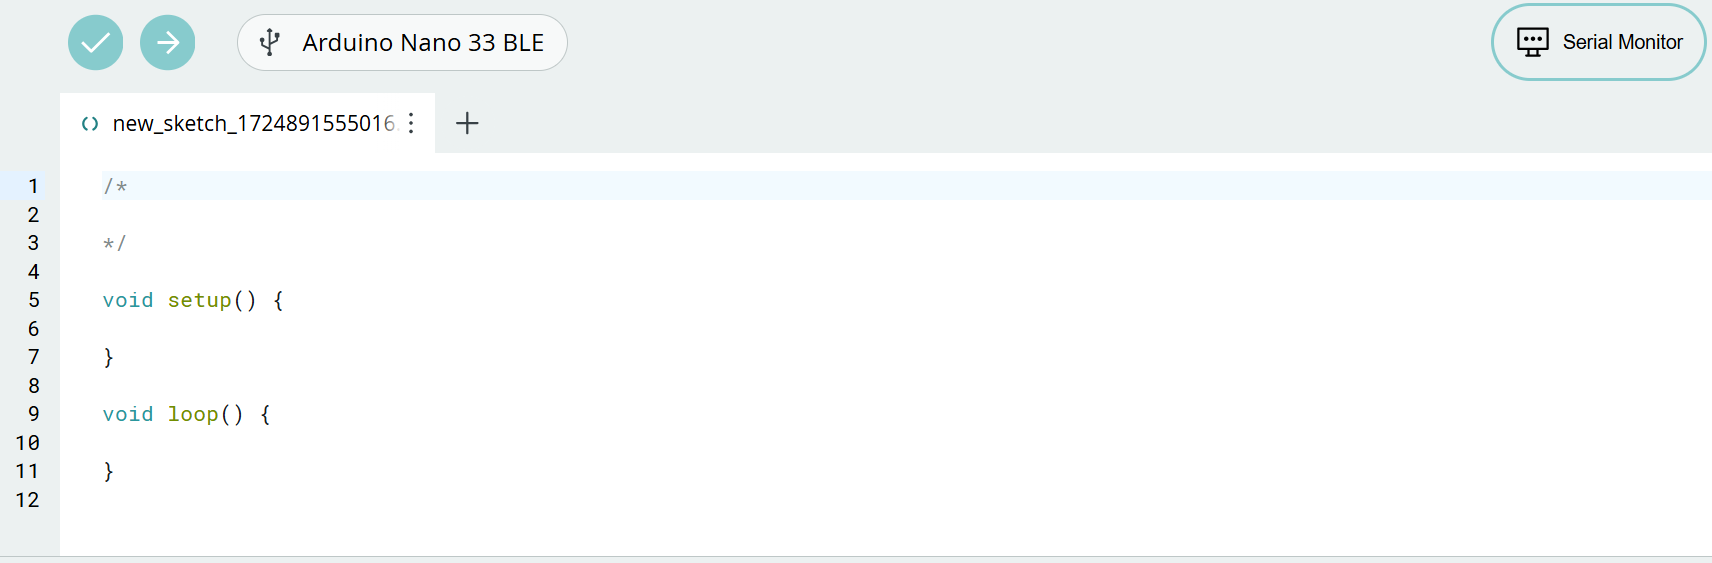 Arduino Nano 33 BLE
Serial Monitor
new_sketch_1724891555016
1 /*
2
3 */
4
5 void setup() {
6
7 }
8
9 void loop() {
10
11 }
12